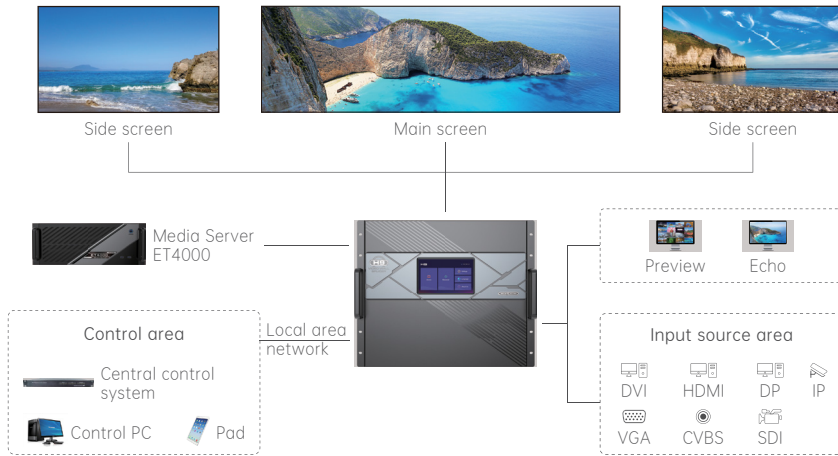 Side screen
Main screen
Side screen
Media Server
ET4000
H9
Preview
Echo
Control area
Local area
network
Input source area
Central control
system
DVI
HDMI
DP
IP
Control PC
Pad
VGA
CVBS
SDI